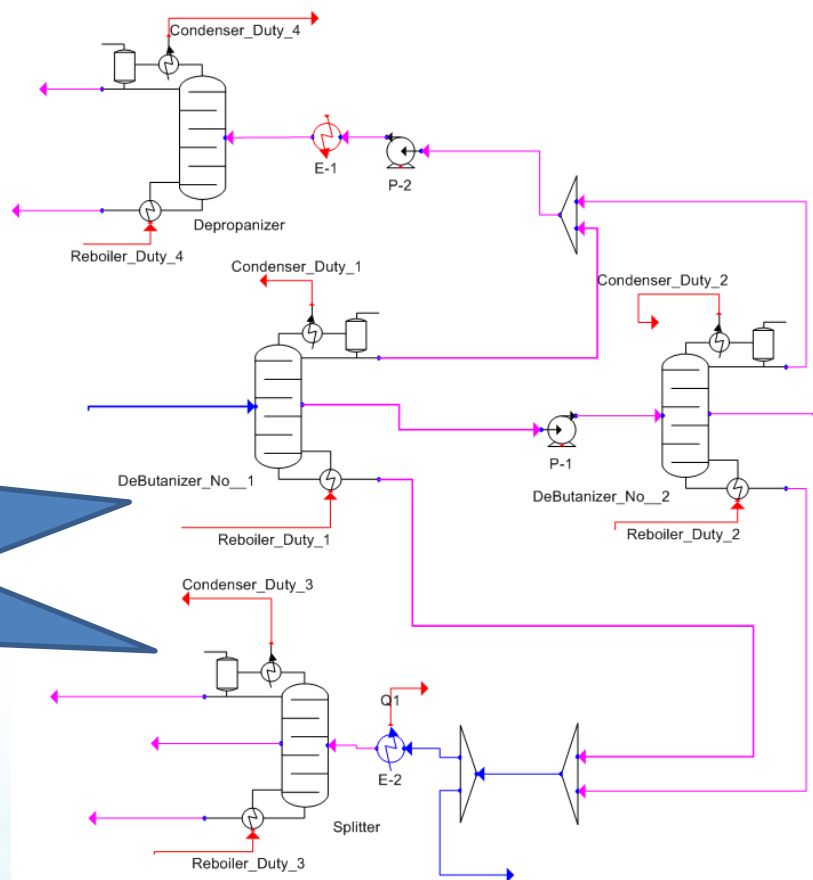 Condenser_Duty_4
E-1
P-2
Depropanizer
Reboiler_Duty_4
Condenser_Duty_1
Condenser_Duty_2
P-1
DeButanizer_No__1
DeButanizer_No__2
Reboiler_Duty_1
Reboiler_Duty_2
Condenser_Duty_3
Q1
E-2
Splitter
Reboiler_Duty_3